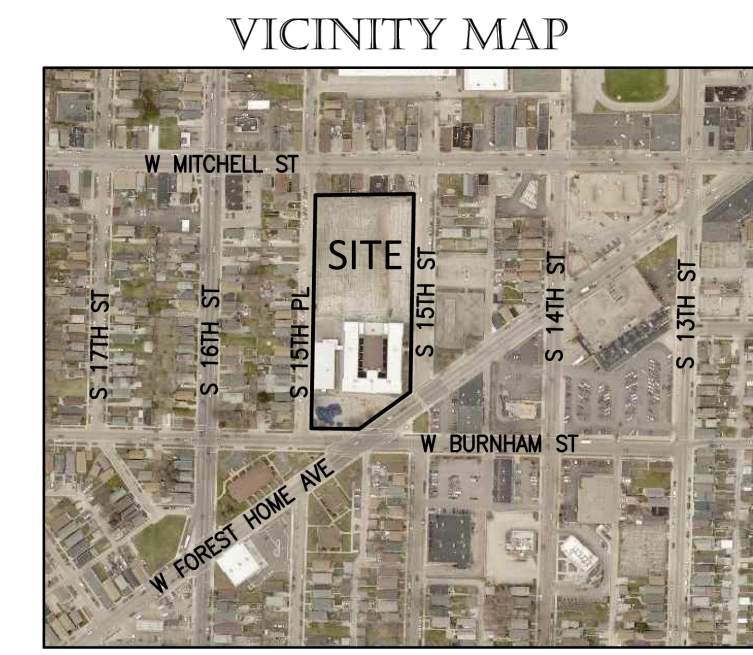 VICINITY MAP
W MITCHELL ST
SITE
S 17TH ST
S 16TH ST
S 15TH PL
S 15TH ST
S 14TH ST
S 13TH ST
W BURNHAM ST
W FOREST HOME AVE